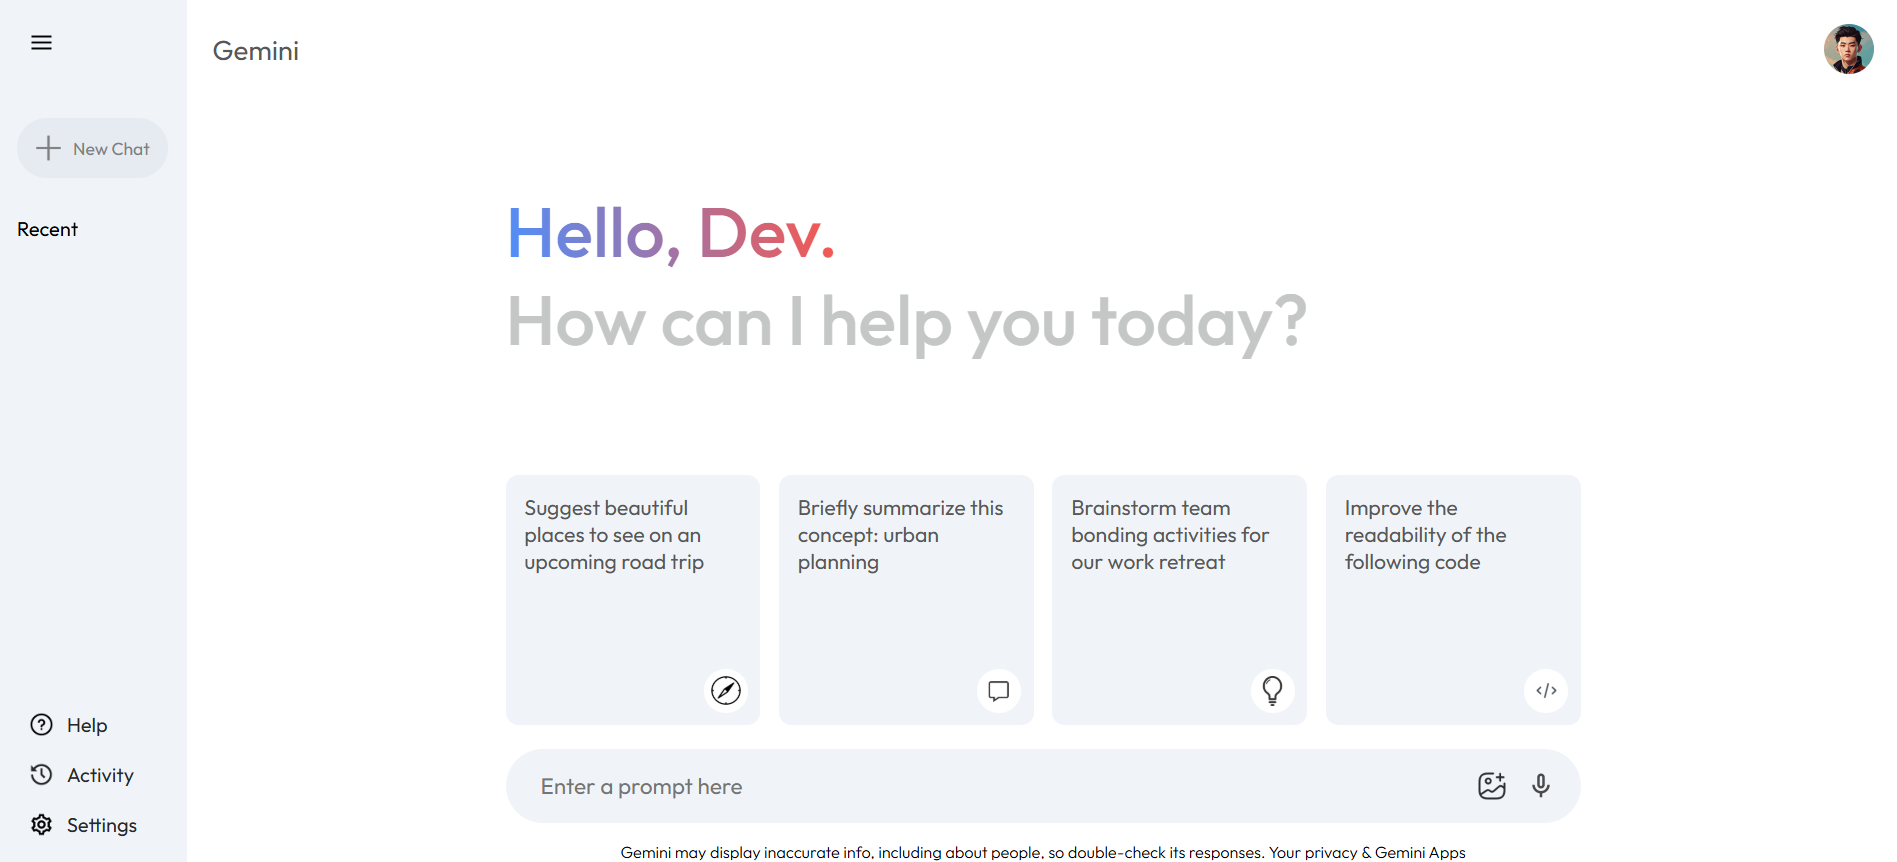 Gemini
New Chat
Recent
Hello, Dev.
How can I help you today?
Suggest beautiful
places to see on an
upcoming road trip
Briefly summarize this
concept: urban
planning
Brainstorm team
bonding activities for
our work retreat
Improve the
readability of the
following code
Help
Activity
Settings
Enter a prompt here
Gemini may display inaccurate info, including about people, so double-check its responses. Your privacy & Gemini Apps